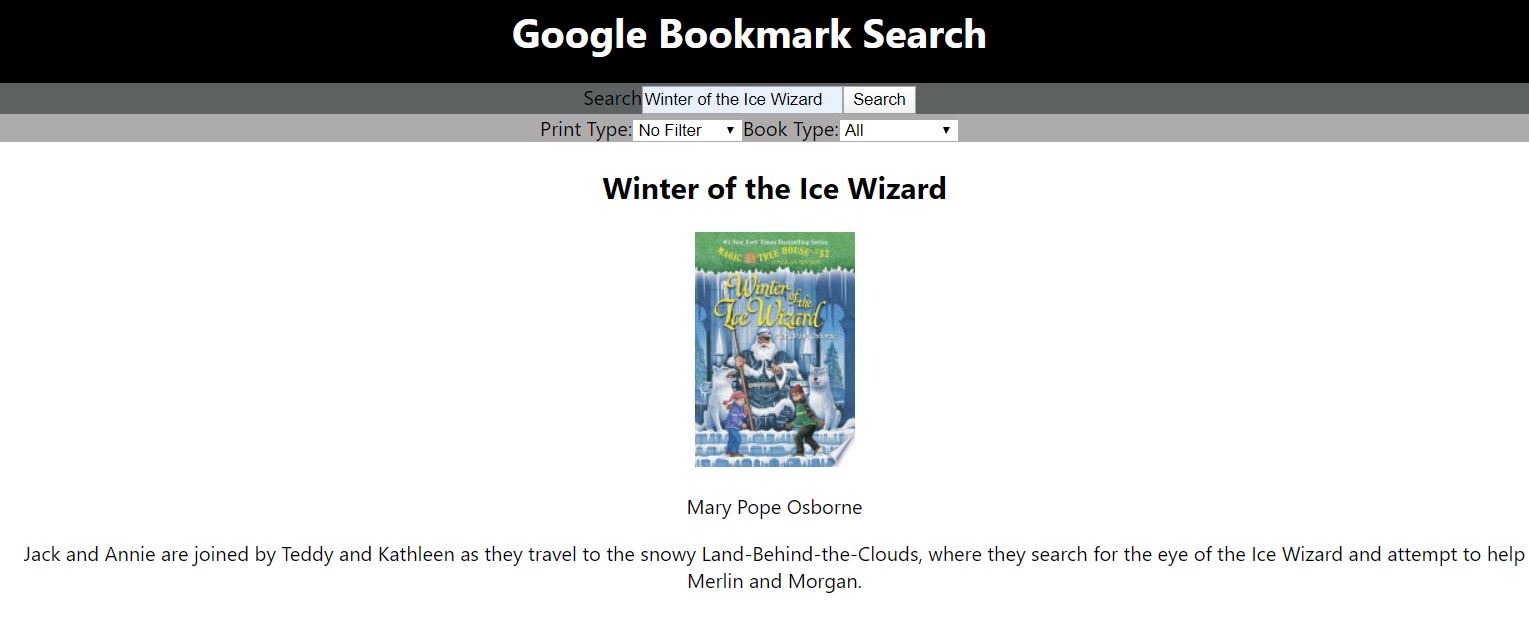 Google Bookmark Search
Search Winter of the Ice Wizard Search
Print Type: No Filter Book Type: All
Winter of the Ice Wizard
#1 New York Times Bestselling Series
MAGIC TREE HOUSE #32
Winter
of the
Ice Wizard
Mary Pope Osborne
Jack and Annie are joined by Teddy and Kathleen as they travel to the snowy Land-Behind-the-Clouds, where they search for the eye of the Ice Wizard and attempt to help
Merlin and Morgan.